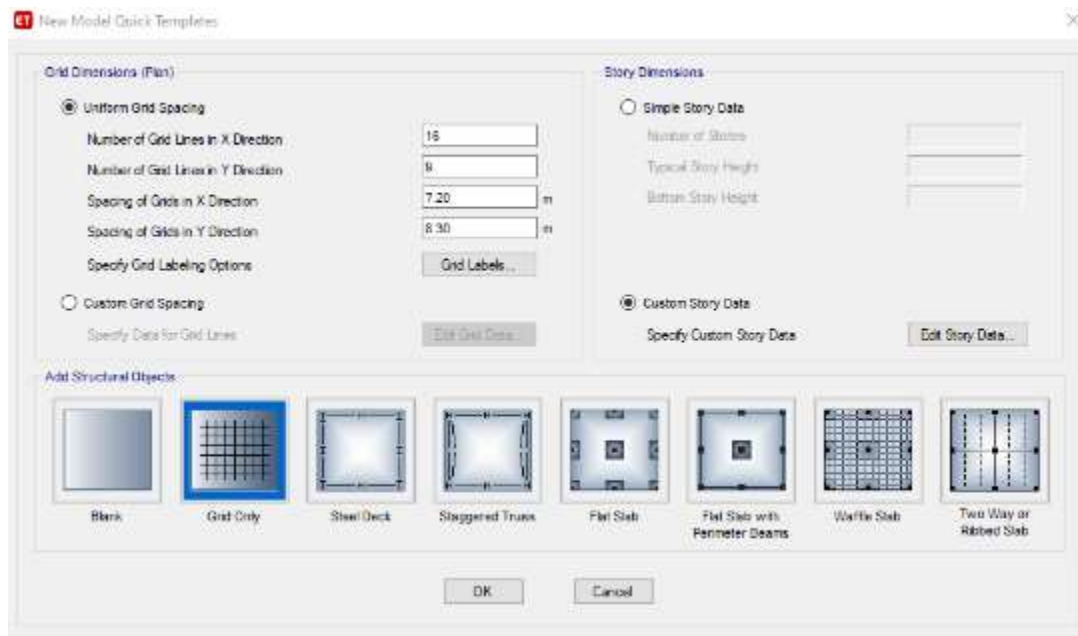 ET New Model Quick Templates
Grid Dimensions (Plan)
Uniform Grid Spacing
Number of Grid Lines in X Direction 16
Number of Grid Lines in Y Direction 9
Spacing of Grids in X Direction 7.20 m
Spacing of Grids in Y Direction 8.30 m
Specify Grid Labeling Options Grid Labels...
Custom Grid Spacing
Specify Data for Grid Lines Edit Grid Data...
Story Dimensions
Simple Story Data
Number of Stories
Typical Story Height
Bottom Story Height
Custom Story Data
Specify Custom Story Data Edit Story Data...
Add Structural Objects
Blank
Grid Only
Steel Deck
Staggered Truss
Flat Slab
Flat Slab with
Perimeter Beams
Waffle Slab
Two Way or
Ribbed Slab
OK Cancel